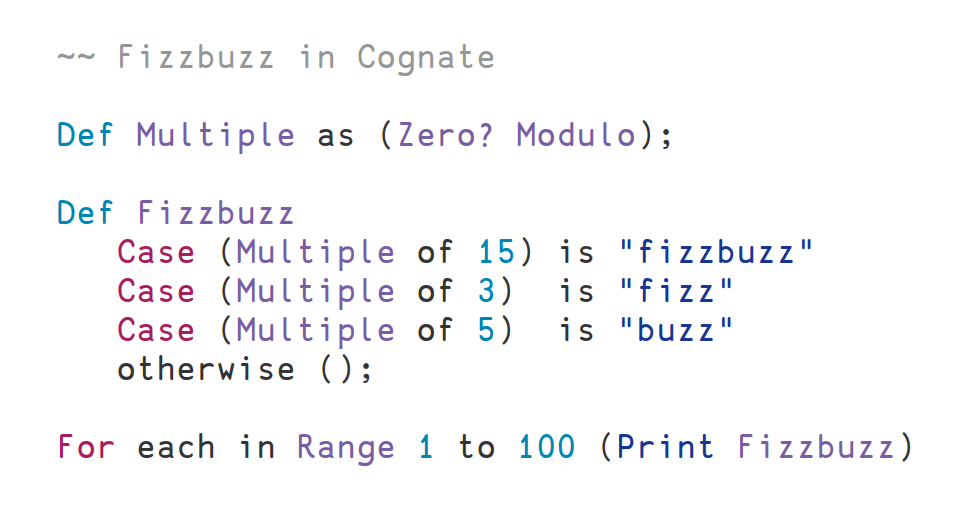 ~~ Fizzbuzz in Cognate
Def Multiple as (Zero? Modulo);
Def Fizzbuzz
Case (Multiple of 15) is "fizzbuzz"
Case (Multiple of 3)  is "fizz"
Case (Multiple of 5)  is "buzz"
otherwise ();
For each in Range 1 to 100 (Print Fizzbuzz)